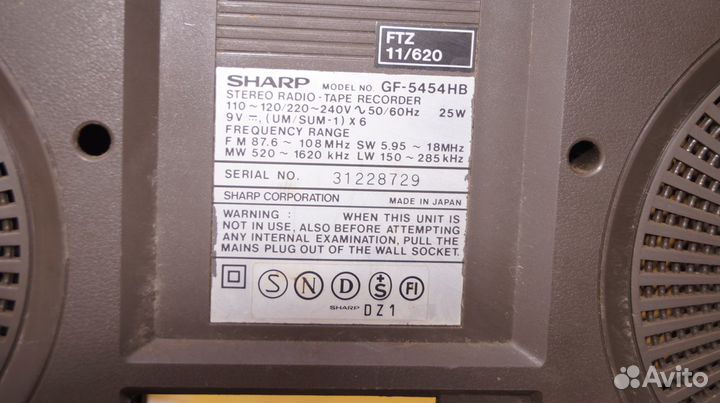 FTZ
11/620
SHARP MODEL NO. GF-5454HB
STEREO RADIO-TAPE RECORDER
110~120/220~240V ∿ 50/60Hz 25W
9V ⎓, (UM/SUM-1) X 6
FREQUENCY RANGE
FM 87.6~108MHz SW 5.95~18MHz
MW 520~1620 kHz LW 150~285kHz
SERIAL NO. 31228729
SHARP CORPORATION MADE IN JAPAN
WARNING : WHEN THIS UNIT IS
NOT IN USE, ALSO BEFORE ATTEMPTING
ANY INTERNAL EXAMINATION, PULL THE
MAINS PLUG OUT OF THE WALL SOCKET.
S N D S FI
SHARP DZ1
Avito